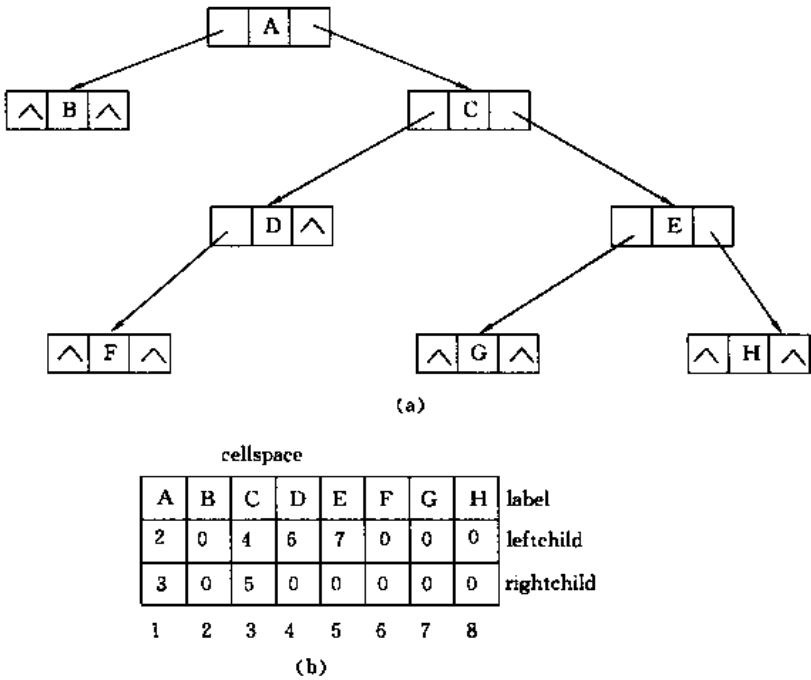 A
∧ B ∧
C
D ∧
E
∧ F ∧
∧ G ∧
∧ H ∧
(a)
cellspace
A B C D E F G H label
2 0 4 6 7 0 0 0 leftchild
3 0 5 0 0 0 0 0 rightchild
1 2 3 4 5 6 7 8
(b)